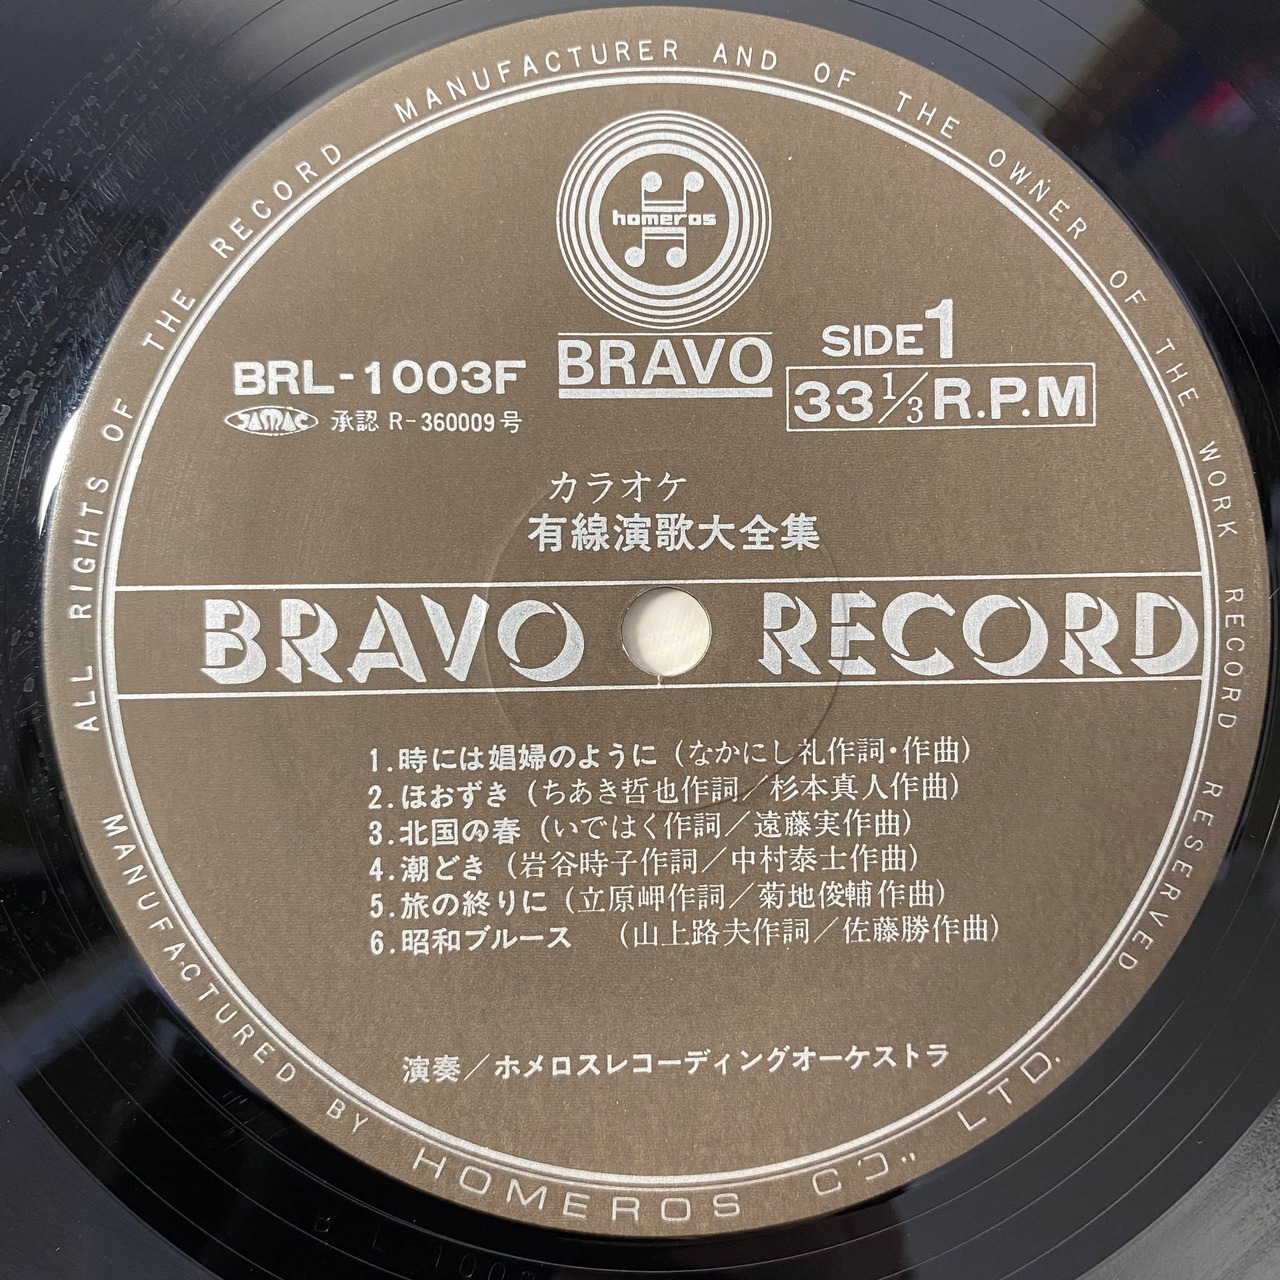 ALL RIGHTS OF THE RECORD MANUFACTURER AND OF THE OWNER OF THE WORK RECORD RESERVED
homeros
BRAVO
SIDE 1
BRL-1003F
33 1/3 R.P.M
JASRAC 承認 R-360009号
カラオケ
有線演歌大全集
BRAVO RECORD
1.時には娼婦のように(なかにし礼作詞・作曲)
2.ほおずき(ちあき哲也作詞/杉本真人作曲)
3.北国の春(いではく作詞/遠藤実作曲)
4.潮どき(岩谷時子作詞/中村泰士作曲)
5.旅の終りに(立原岬作詞/菊地俊輔作曲)
6.昭和ブルース (山上路夫作詞/佐藤勝作曲)
演奏/ホメロスレコーディングオーケストラ
MANUFACTURED BY HOMEROS CO., LTD.